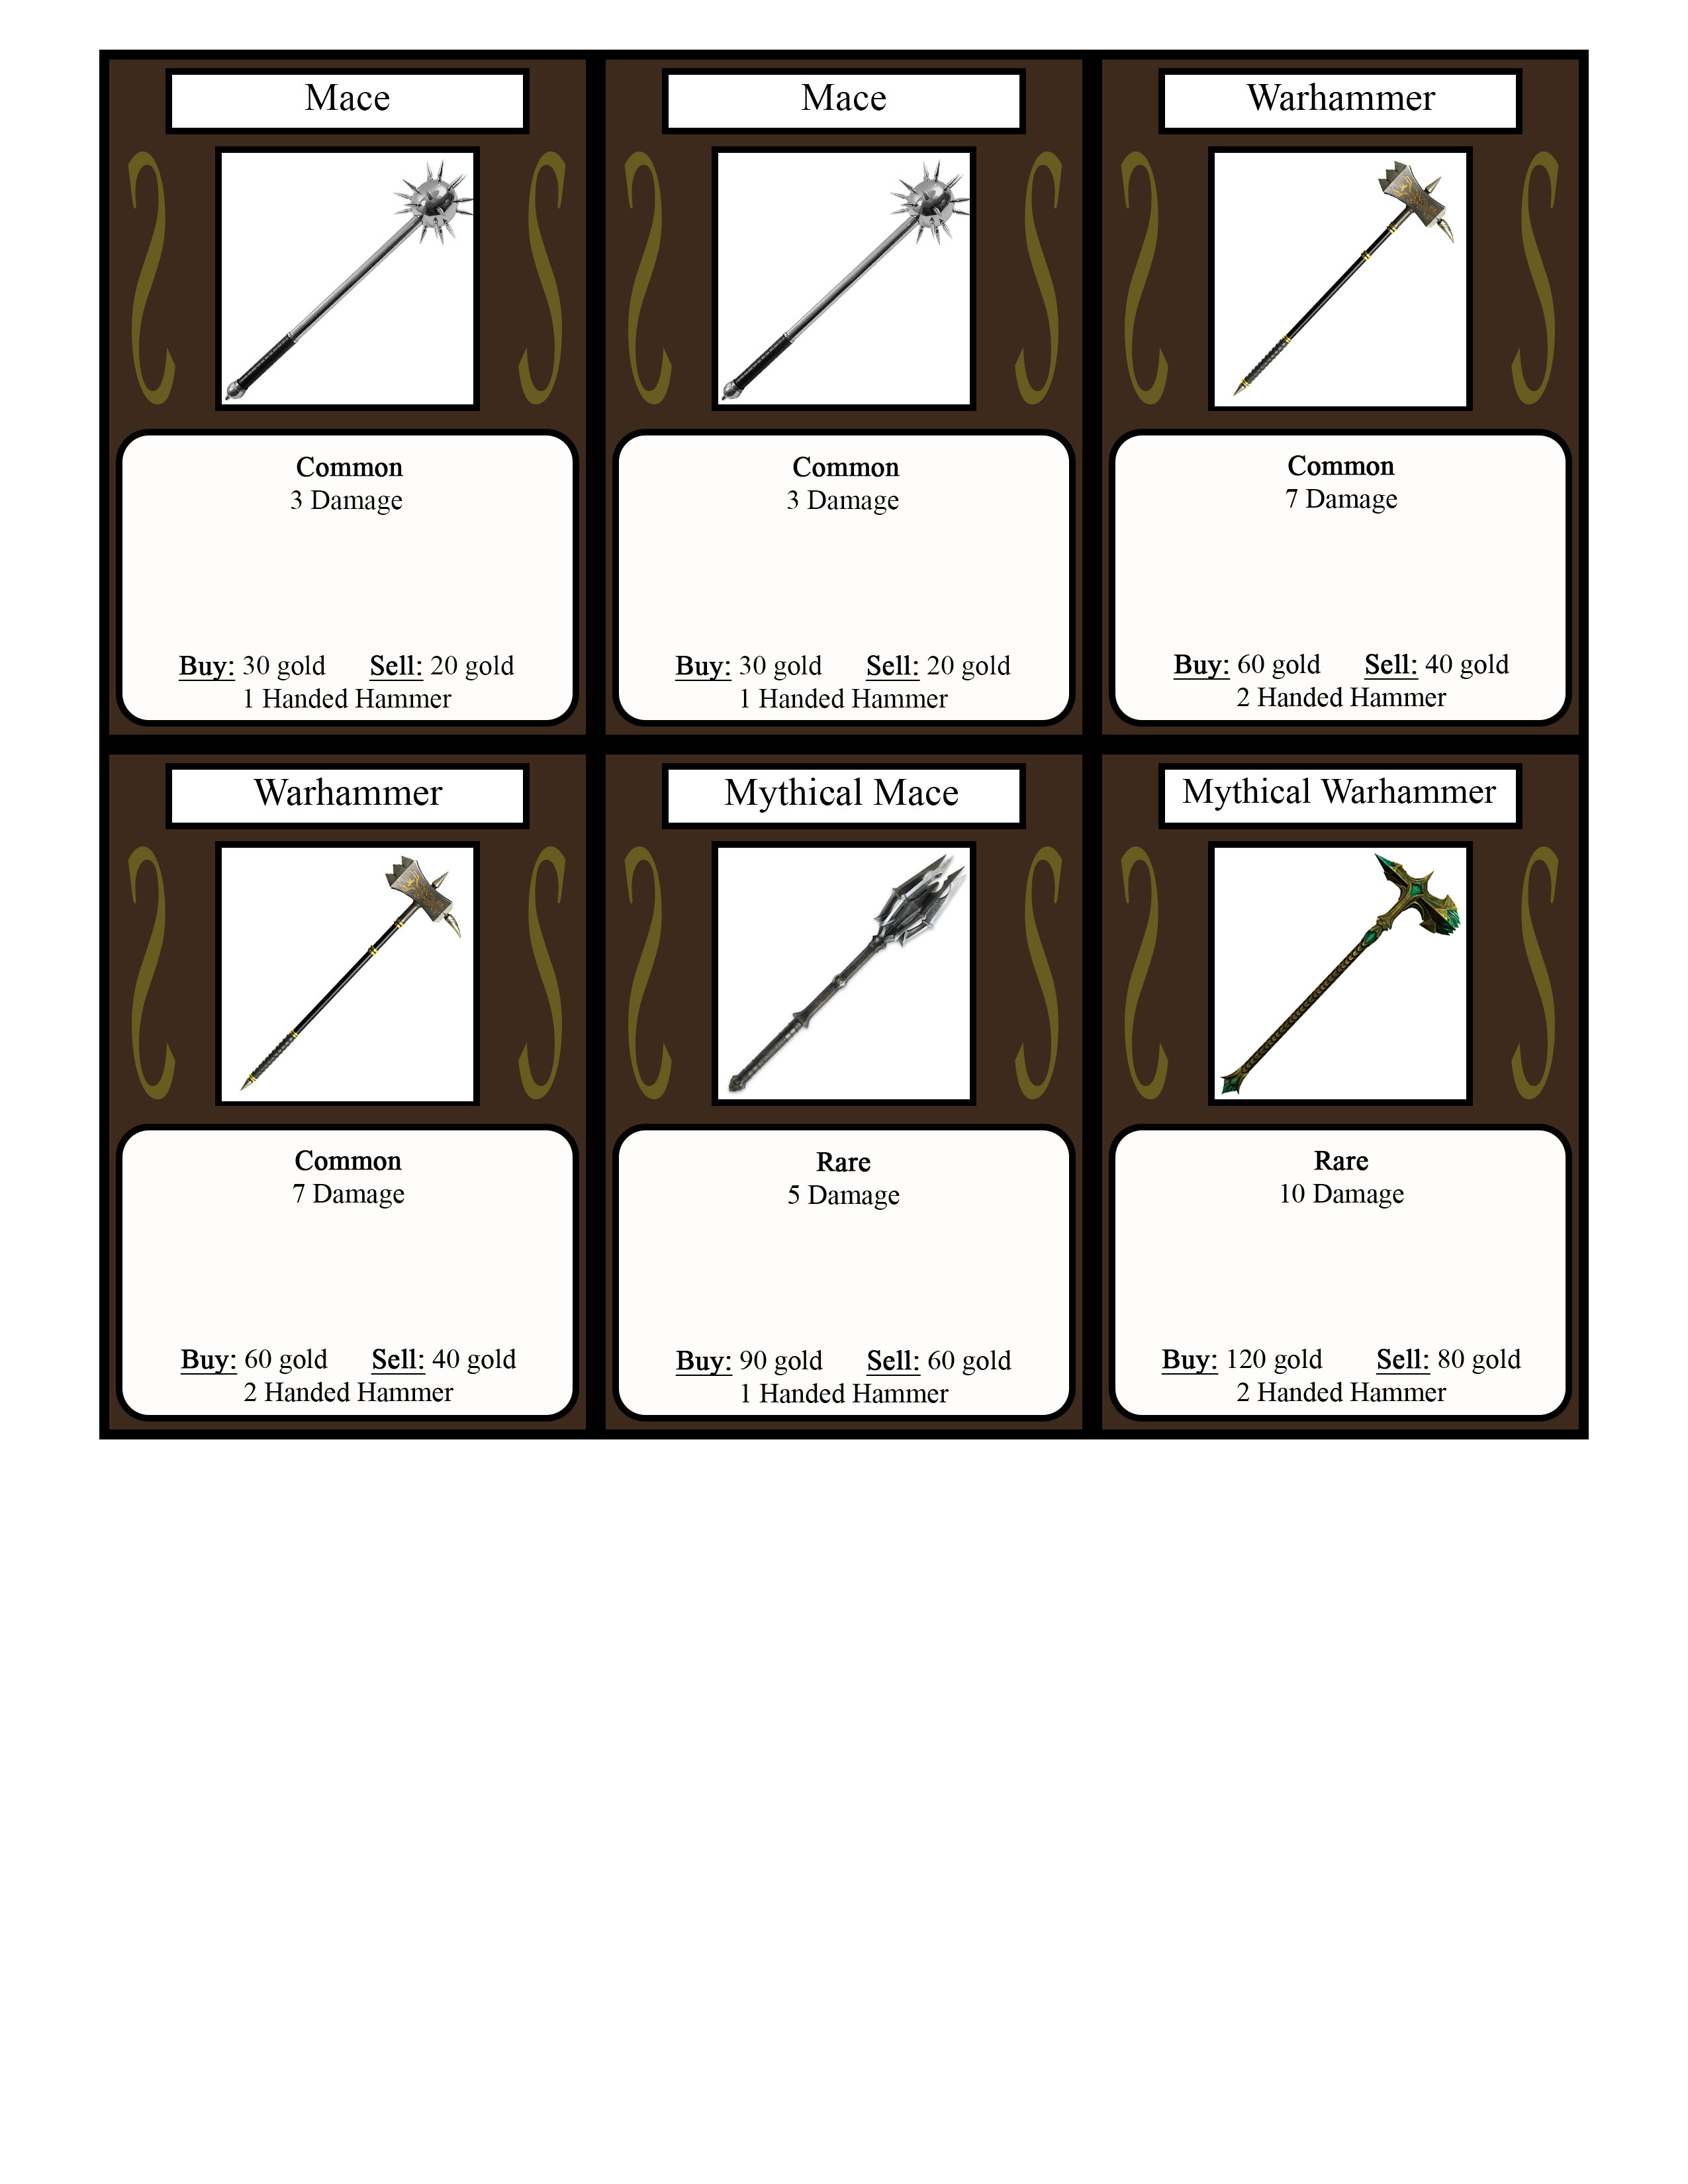 Mace
Common
3 Damage
Buy: 30 gold Sell: 20 gold
1 Handed Hammer
Mace
Common
3 Damage
Buy: 30 gold Sell: 20 gold
1 Handed Hammer
Warhammer
Common
7 Damage
Buy: 60 gold Sell: 40 gold
2 Handed Hammer
Warhammer
Common
7 Damage
Buy: 60 gold Sell: 40 gold
2 Handed Hammer
Mythical Mace
Rare
5 Damage
Buy: 90 gold Sell: 60 gold
1 Handed Hammer
Mythical Warhammer
Rare
10 Damage
Buy: 120 gold Sell: 80 gold
2 Handed Hammer